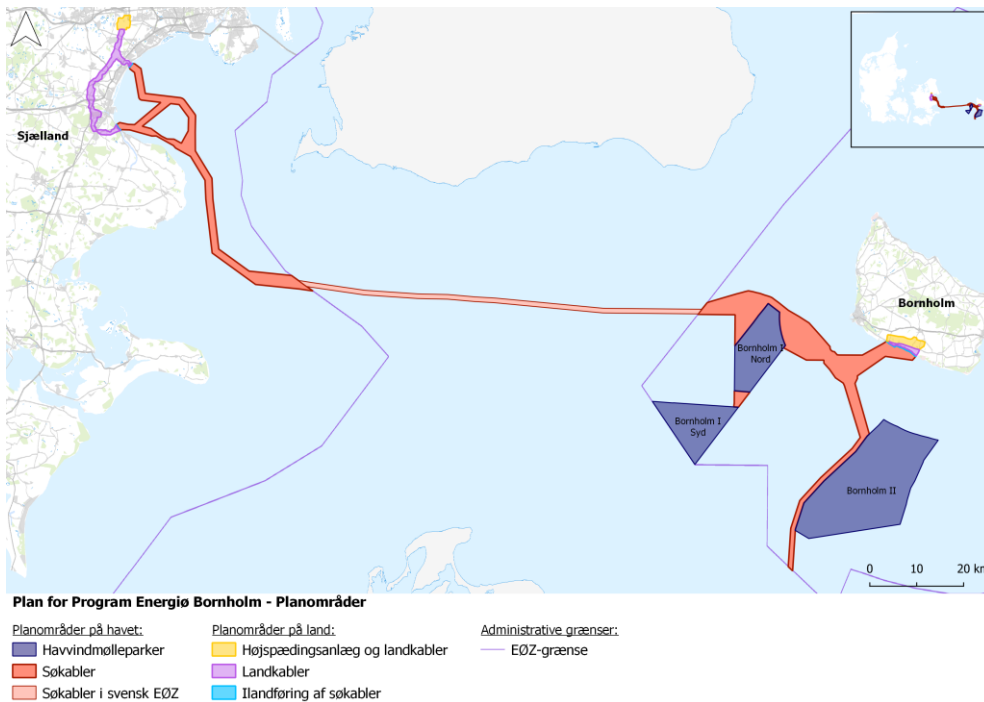 Sjælland
Bornholm
Bornholm I
Nord
Bornholm I
Syd
Bornholm II
0 10 20 km
Plan for Program Energiø Bornholm - Planområder
Planområder på havet:
Havvindmølleparker
Søkabler
Søkabler i svensk EØZ
Planområder på land:
Højspædingsanlæg og landkabler
Landkabler
Ilandføring af søkabler
Administrative grænser:
EØZ-grænse